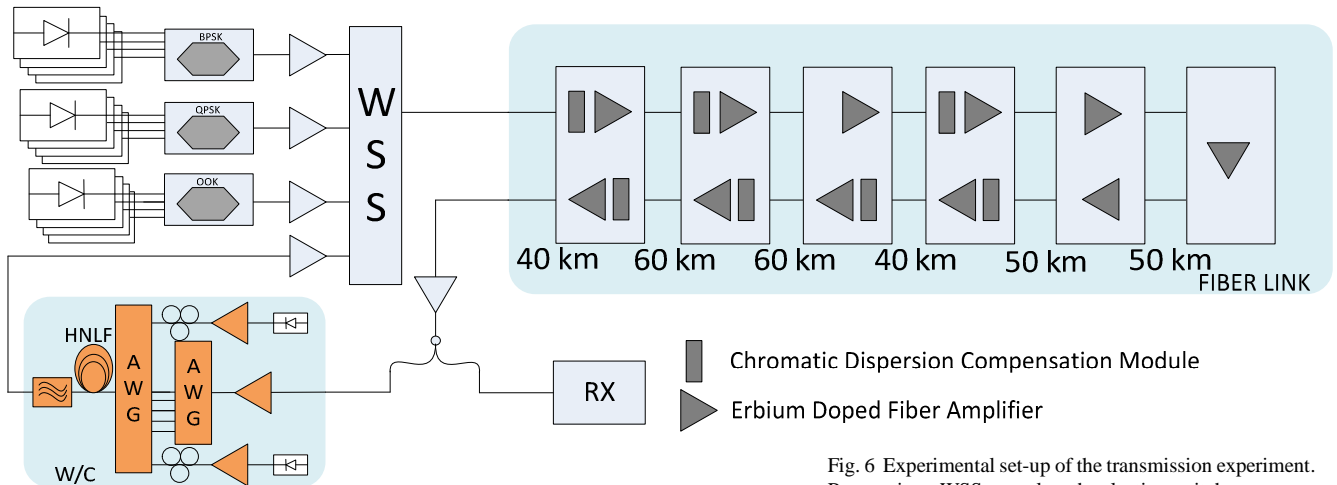 BPSK
QPSK
OOK
W
S
S
40 km 60 km 60 km 40 km 50 km 50 km
FIBER LINK
HNLF
A
W
G
A
W
G
W/C
RX
Chromatic Dispersion Compensation Module
Erbium Doped Fiber Amplifier
Fig. 6 Experimental set-up of the transmission experiment.